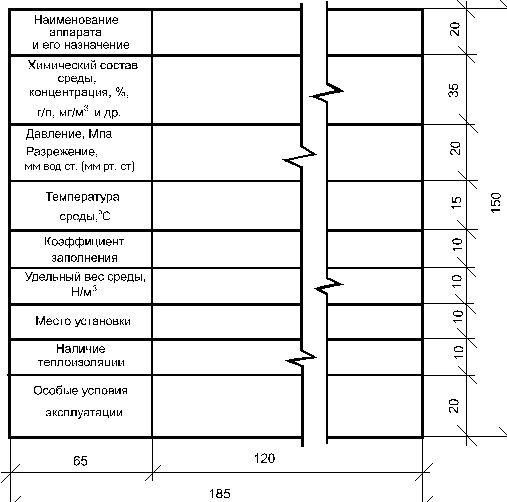 Наименование
аппарата
и его назначение
20
Химический состав
среды,
концентрация, %,
г/п, мг/м³ и др.
35
Давление, Мпа
Разрежение,
мм вод ст. (мм рт. ст)
20
Температура
среды,°С
15
150
Коэффициент
заполнения
10
Удельный вес среды,
Н/м³
10
Место установки
10
Наличие
теплоизоляции
10
Особые условия
эксплуатации
20
65
120
185